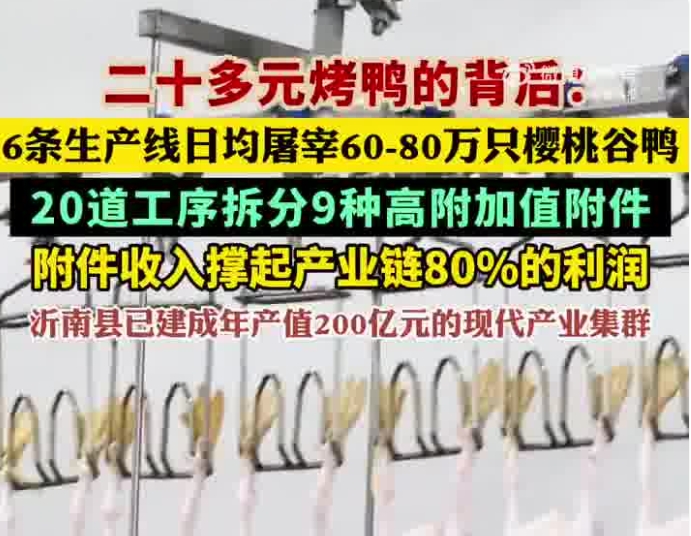 二十多元烤鸭的背后：
6条生产线日均屠宰60-80万只樱桃谷鸭
20道工序拆分9种高附加值附件
附件收入撑起产业链80%的利润
沂南县已建成年产值200亿元的现代产业集群